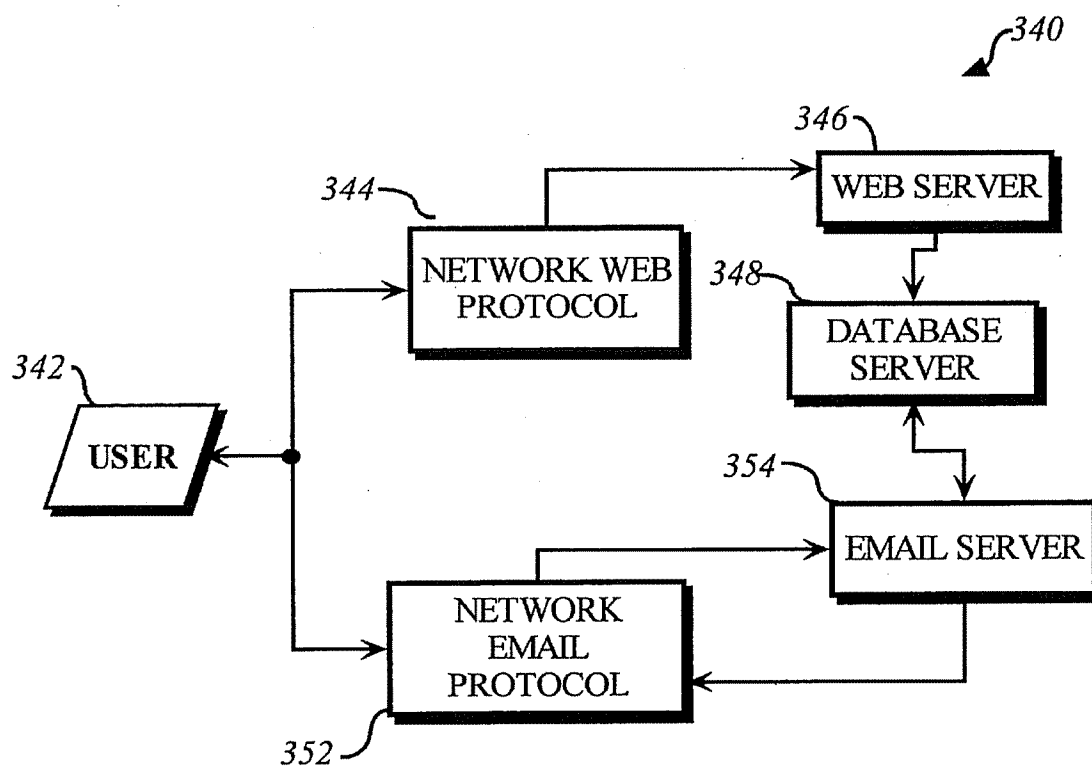 340
346
WEB SERVER
344
NETWORK WEB
PROTOCOL
348
DATABASE
SERVER
342
USER
354
EMAIL SERVER
NETWORK
EMAIL
PROTOCOL
352